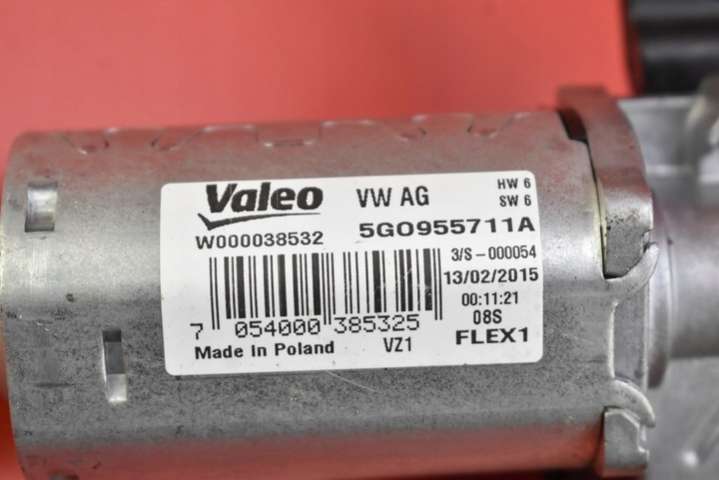 Valeo VW AG HW 6
SW 6
W000038532 5G0955711A
3/S-000054
13/02/2015
00:11:21
7 054000 385325 08S
Made in Poland VZ1 FLEX1